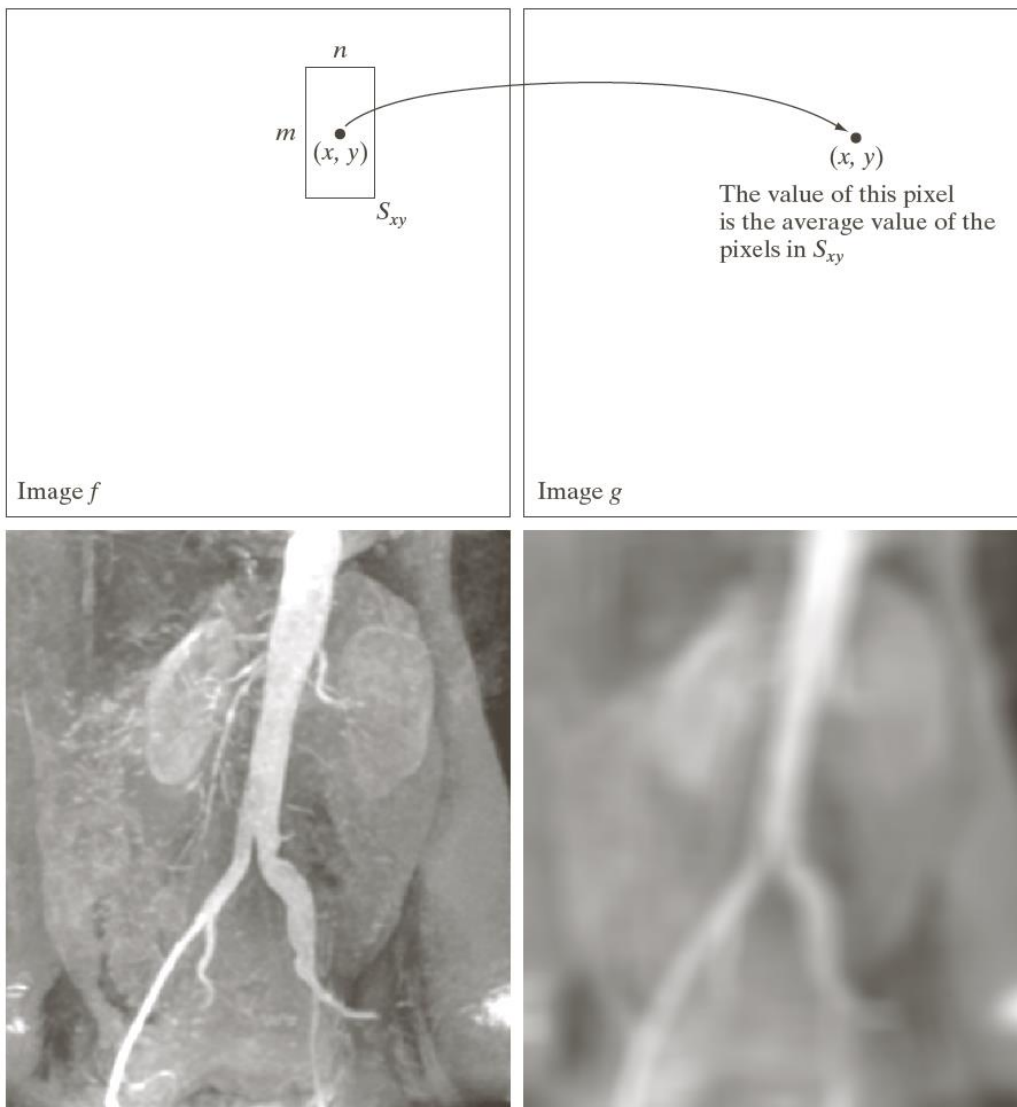 n
m
(x, y)
S_xy
Image f
(x, y)
The value of this pixel
is the average value of the
pixels in S_xy
Image g